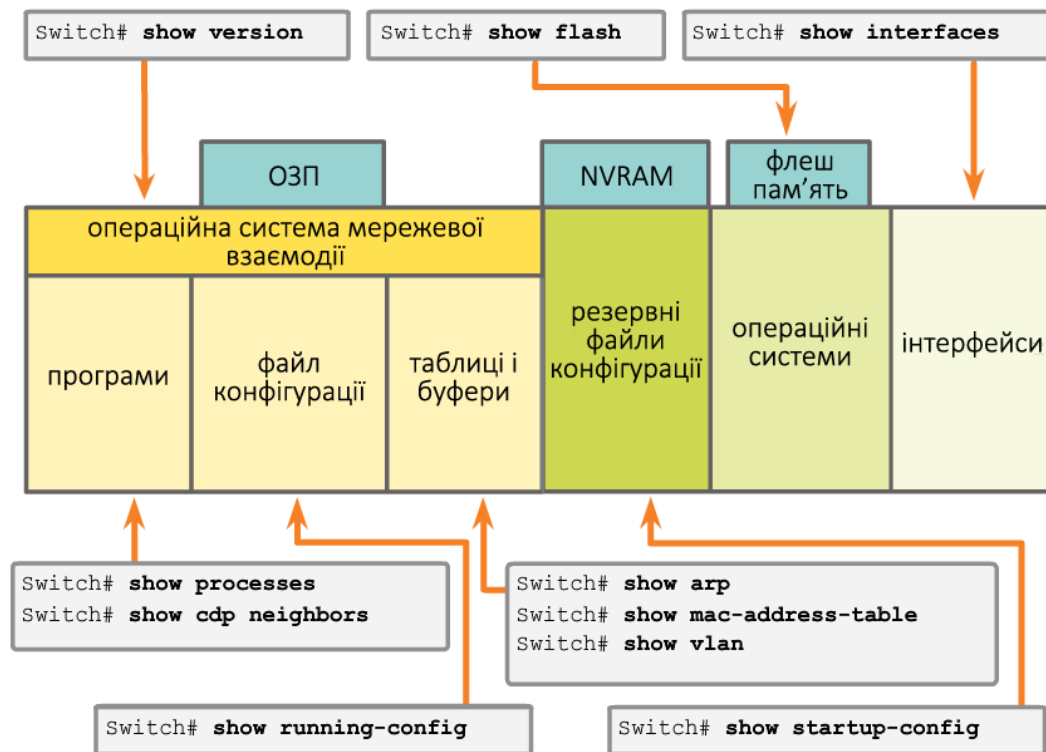 Switch# show version
Switch# show flash
Switch# show interfaces
ОЗП
NVRAM
флеш
пам’ять
операційна система мережевої
взаємодії
програми
файл
конфігурації
таблиці і
буфери
резервні
файли
конфігурації
операційні
системи
інтерфейси
Switch# show processes
Switch# show cdp neighbors
Switch# show arp
Switch# show mac-address-table
Switch# show vlan
Switch# show running-config
Switch# show startup-config